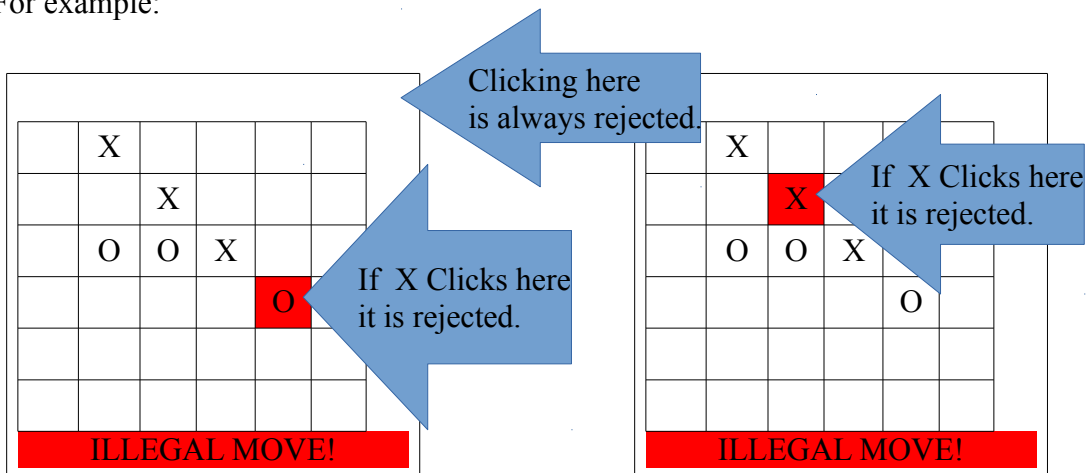 For example:
Clicking here
is always rejected.
X
X
O O X
O
If X Clicks here
it is rejected.
ILLEGAL MOVE!
X
X
O O X
O
If X Clicks here
it is rejected.
ILLEGAL MOVE!